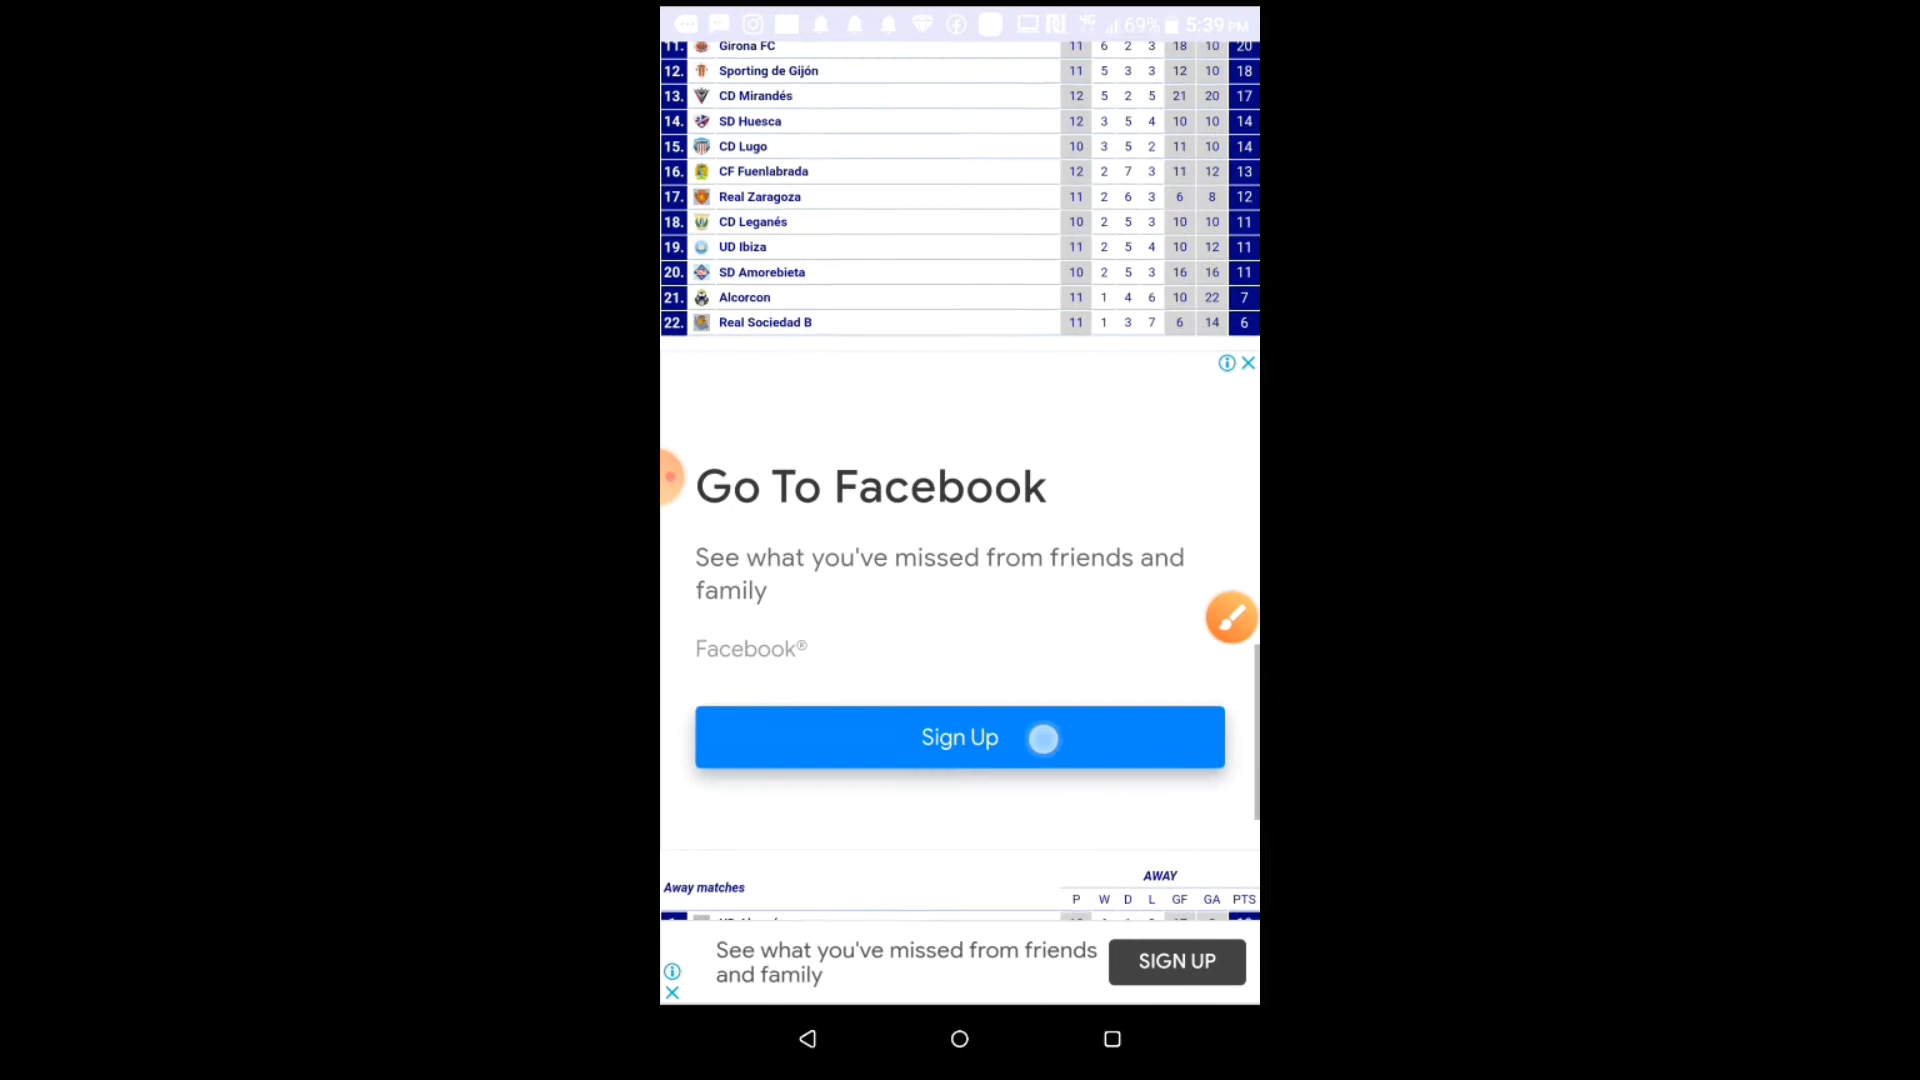 4G 69% 5:39 PM
11. Girona FC 11 6 2 3 18 10 20
12. Sporting de Gijón 11 5 3 3 12 10 18
13. CD Mirandés 12 5 2 5 21 20 17
14. SD Huesca 12 3 5 4 10 10 14
15. CD Lugo 10 3 5 2 11 10 14
16. CF Fuenlabrada 12 2 7 3 11 12 13
17. Real Zaragoza 11 2 6 3 6 8 12
18. CD Leganés 10 2 5 3 10 10 11
19. UD Ibiza 11 2 5 4 10 12 11
20. SD Amorebieta 10 2 5 3 16 16 11
21. Alcorcon 11 1 4 6 10 22 7
22. Real Sociedad B 11 1 3 7 6 14 6
Go To Facebook
See what you've missed from friends and
family
Facebook®
Sign Up
AWAY
Away matches
P W D L GF GA PTS
See what you've missed from friends
and family
SIGN UP